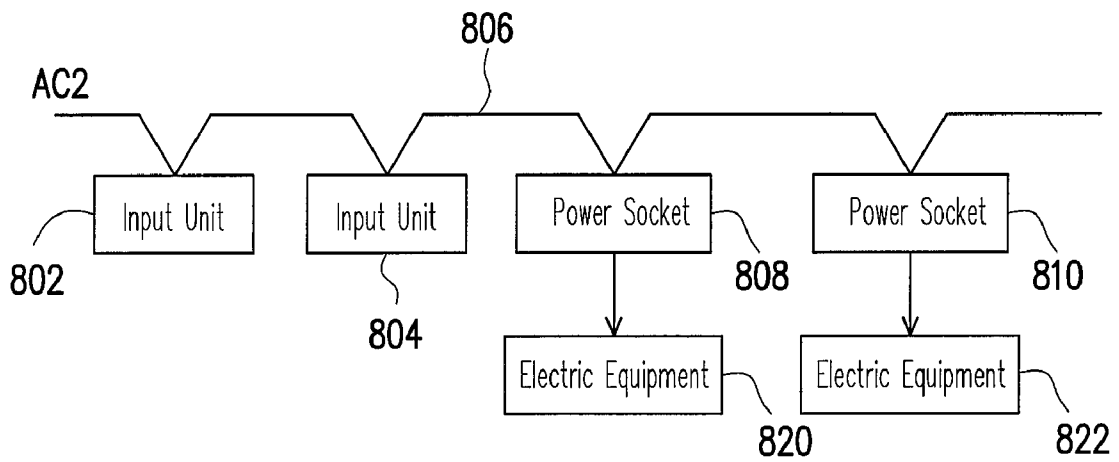 806
AC2
Input Unit
Input Unit
Power Socket
Power Socket
802
804
808
810
Electric Equipment
Electric Equipment
820
822